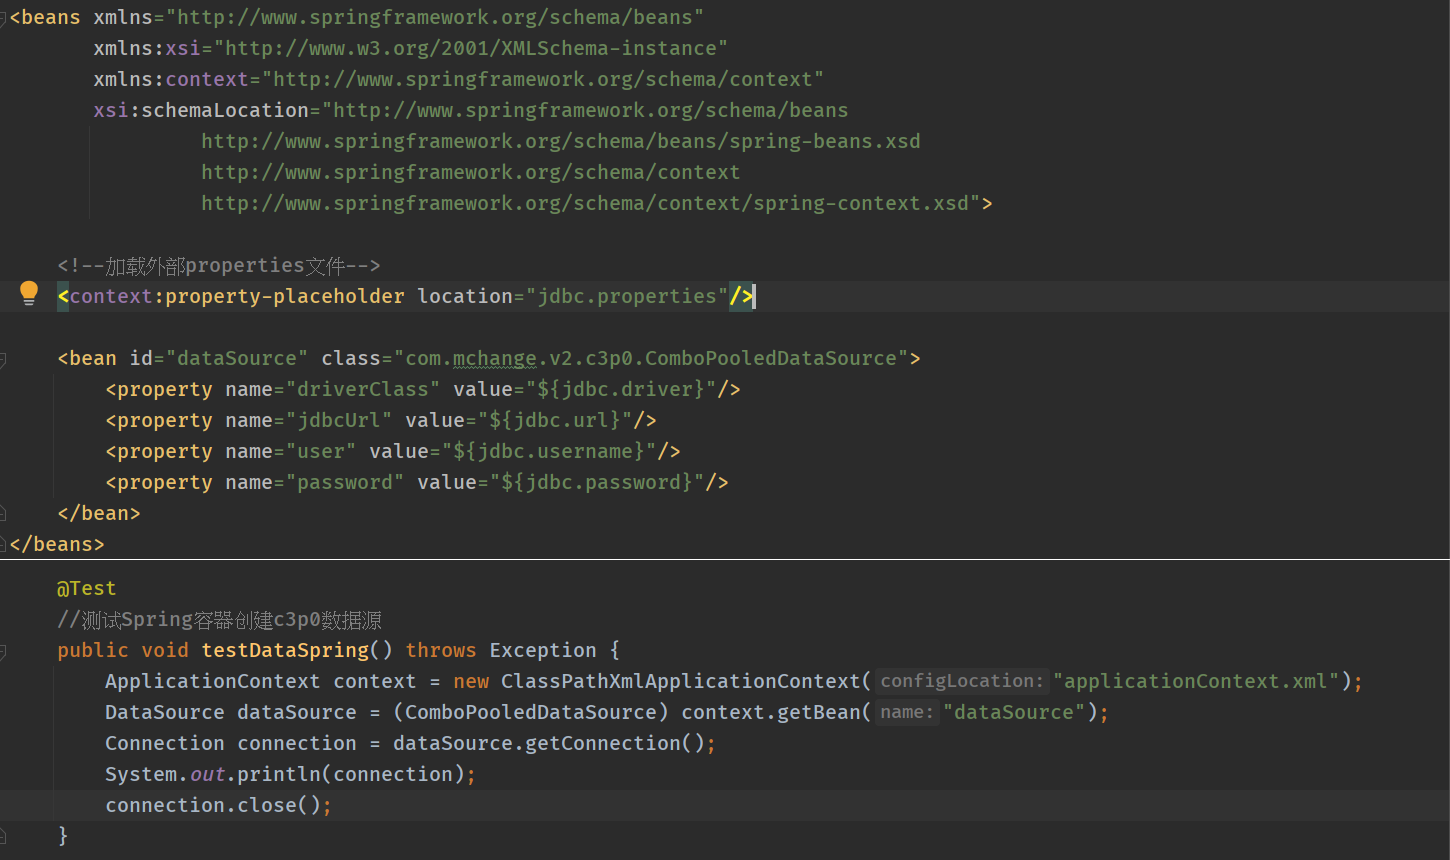 <beans xmlns="http://www.springframework.org/schema/beans"
xmlns:xsi="http://www.w3.org/2001/XMLSchema-instance"
xmlns:context="http://www.springframework.org/schema/context"
xsi:schemaLocation="http://www.springframework.org/schema/beans
http://www.springframework.org/schema/beans/spring-beans.xsd
http://www.springframework.org/schema/context
http://www.springframework.org/schema/context/spring-context.xsd">
<!--加载外部properties文件-->
<context:property-placeholder location="jdbc.properties"/>
<bean id="dataSource" class="com.mchange.v2.c3p0.ComboPooledDataSource">
<property name="driverClass" value="${jdbc.driver}"/>
<property name="jdbcUrl" value="${jdbc.url}"/>
<property name="user" value="${jdbc.username}"/>
<property name="password" value="${jdbc.password}"/>
</bean>
</beans>
@Test
//测试Spring容器创建c3p0数据源
public void testDataSpring() throws Exception {
ApplicationContext context = new ClassPathXmlApplicationContext( configLocation: "applicationContext.xml");
DataSource dataSource = (ComboPooledDataSource) context.getBean( name: "dataSource");
Connection connection = dataSource.getConnection();
System.out.println(connection);
connection.close();
}